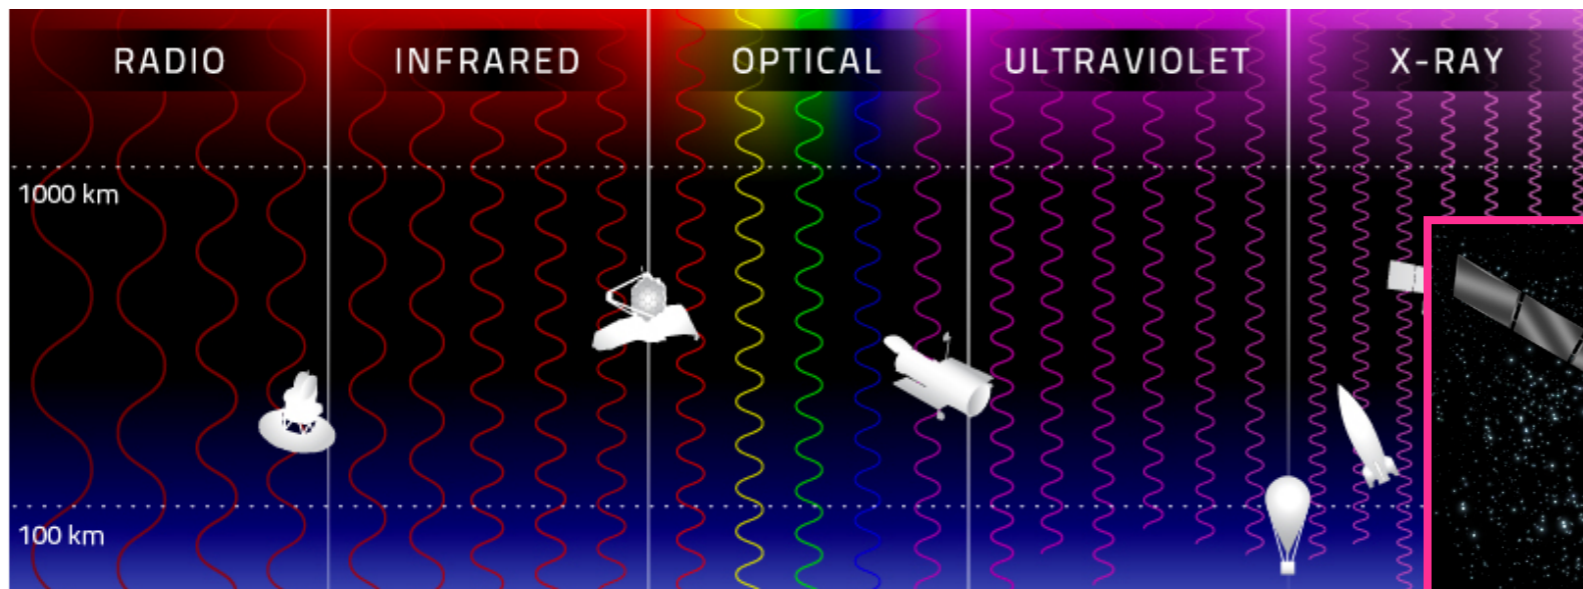 RADIO
INFRARED
OPTICAL
ULTRAVIOLET
X-RAY
1000 km
100 km